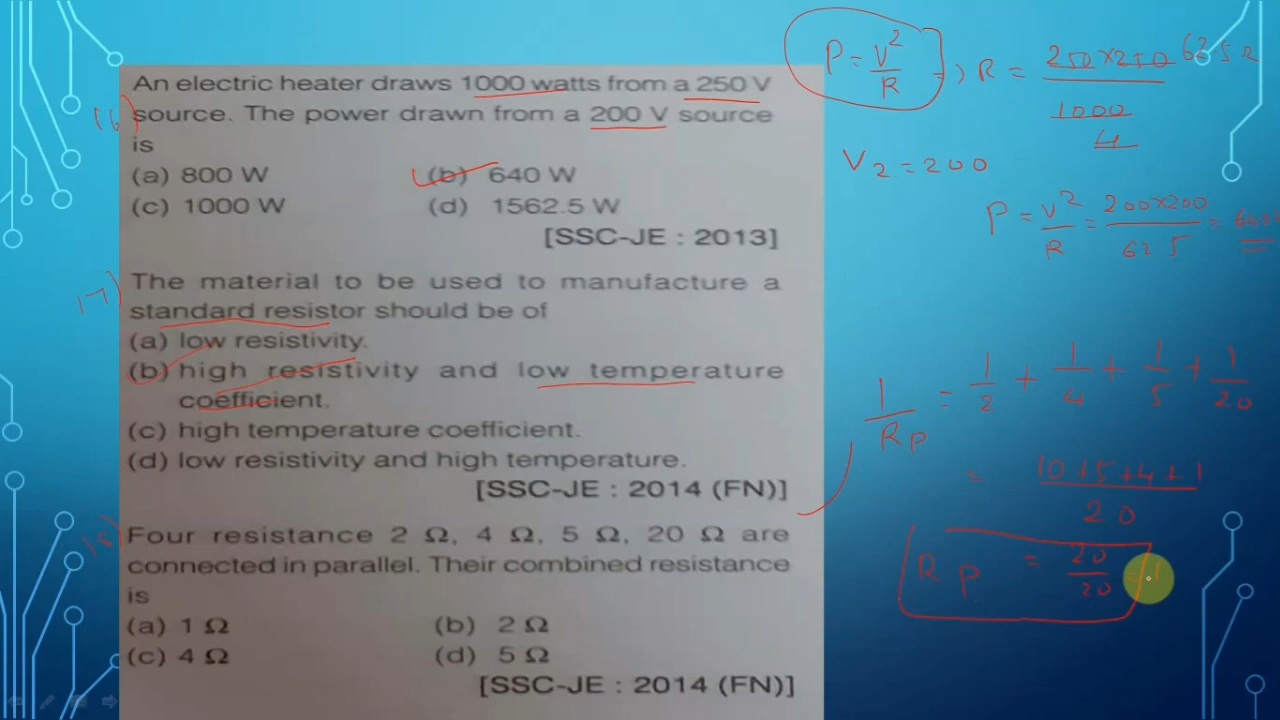 16)
An electric heater draws 1000 watts from a 250 V
source. The power drawn from a 200 V source
is
(a) 800 W (b) 640 W
(c) 1000 W (d) 1562.5 W
[SSC-JE : 2013]
17)
The material to be used to manufacture a
standard resistor should be of
(a) low resistivity.
(b) high resistivity and low temperature
coefficient.
(c) high temperature coefficient.
(d) low resistivity and high temperature.
[SSC-JE : 2014 (FN)]
Four resistance 2 Ω, 4 Ω, 5 Ω, 20 Ω are
connected in parallel. Their combined resistance
is
(a) 1 Ω (b) 2 Ω
(c) 4 Ω (d) 5 Ω
[SSC-JE : 2014 (FN)]
P = V²/R → R = 250×250/1000
4
V₂ = 200
P = V²/R = 200×200/625 =
1/Rp = 1/2 + 1/4 + 1/5 + 1/20
= 10+5+4+1/20
Rp = 20/20